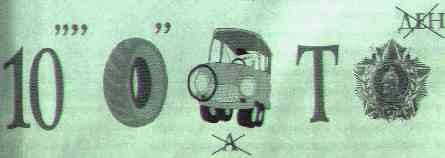 ДЕН
10 ,,,, О ,, Т
А